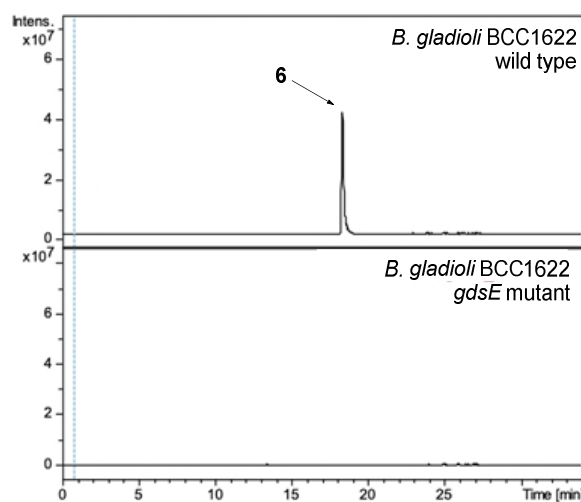 Intens.
x10⁷
6
4
2
0
6
B. gladioli BCC1622
wild type
x10⁷
8
6
4
2
0
B. gladioli BCC1622
gdsE mutant
0
5
10
15
20
25
Time [min